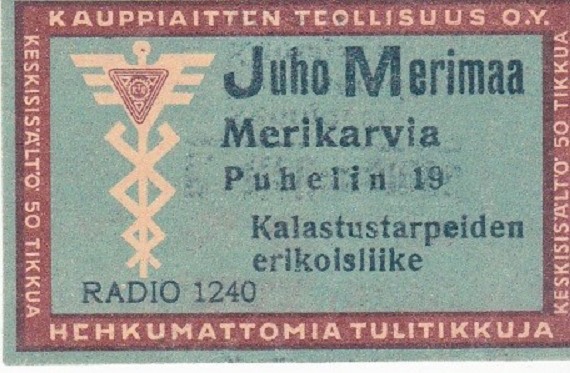 KAUPPIAITTEN TEOLLISUUS O.Y.
KESKISISÄLTÖ 50 TIKKUA
Juho Merimaa
Merikarvia
Puhelin 19
Kalastustarpeiden
erikoisliike
RADIO 1240
KESKISISÄLTÖ 50 TIKKUA
HEHKUMATTOMIA TULITIKKUJA